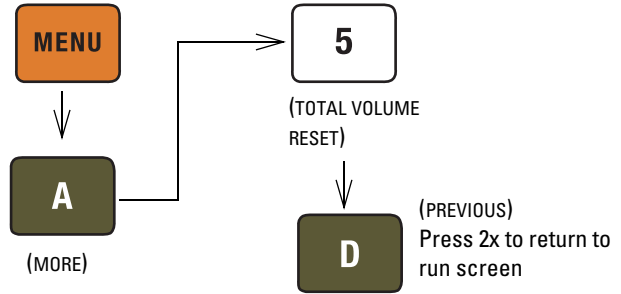 MENU
A
(MORE)
5
(TOTAL VOLUME
RESET)
D
(PREVIOUS)
Press 2x to return to
run screen